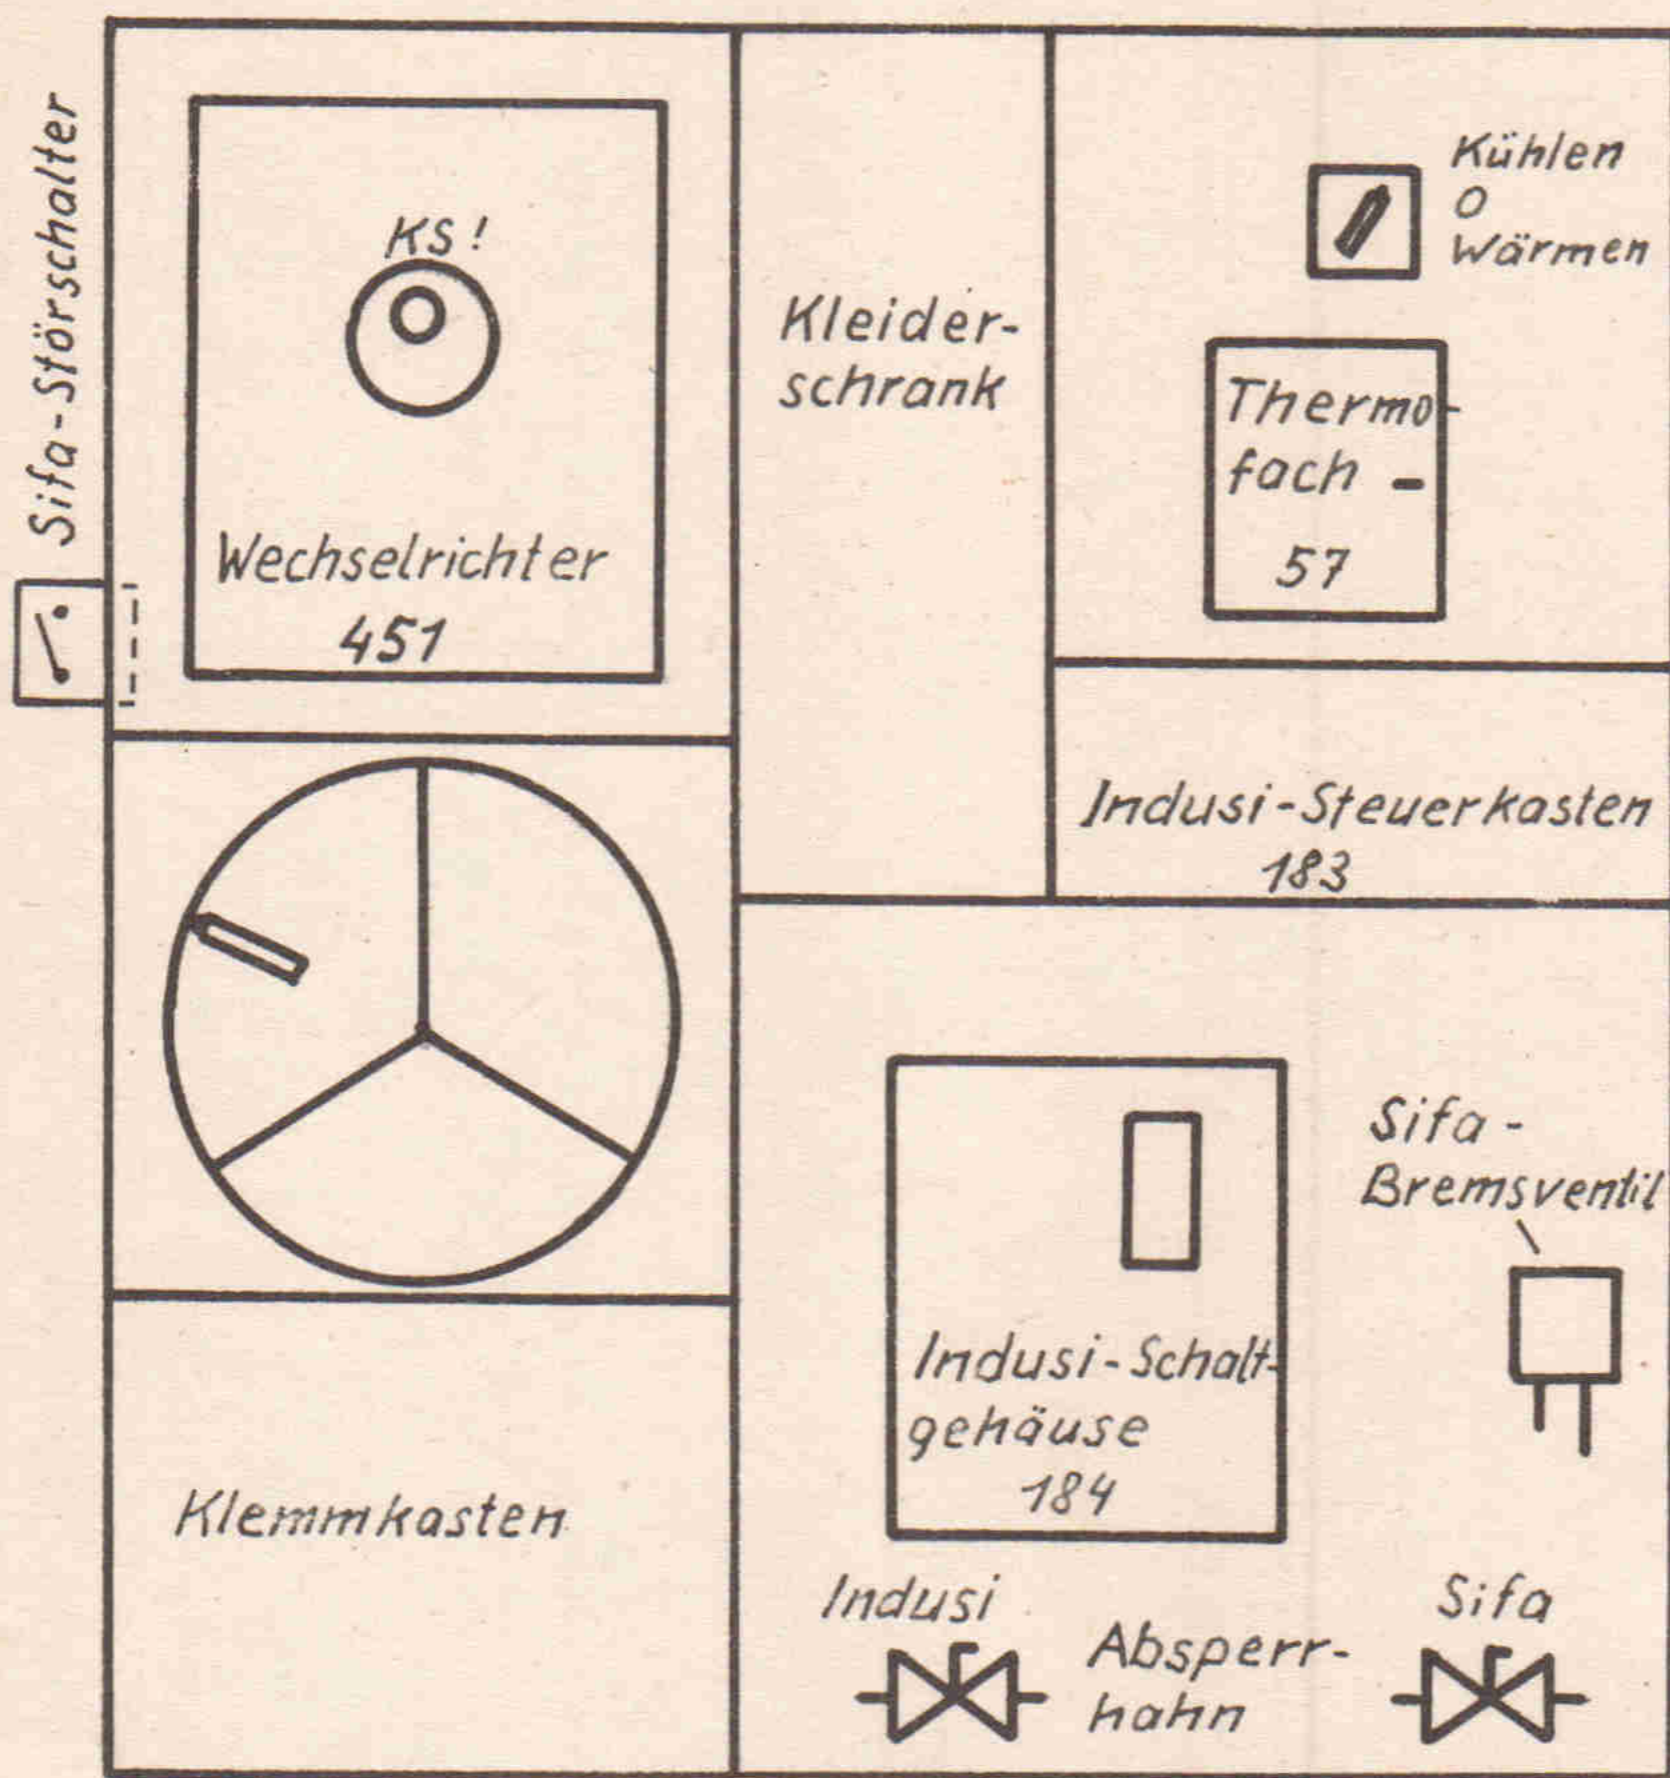 Sifa-Störschalter
KS!
Wechselrichter
451
Kleider-
schrank
Kühlen
0
Wärmen
Thermo-
fach
57
Indusi-Steuerkasten
183
Klemmkasten
Indusi-Schalt-
gehäuse
184
Sifa-
Bremsventil
Indusi
Absperr-
hahn
Sifa